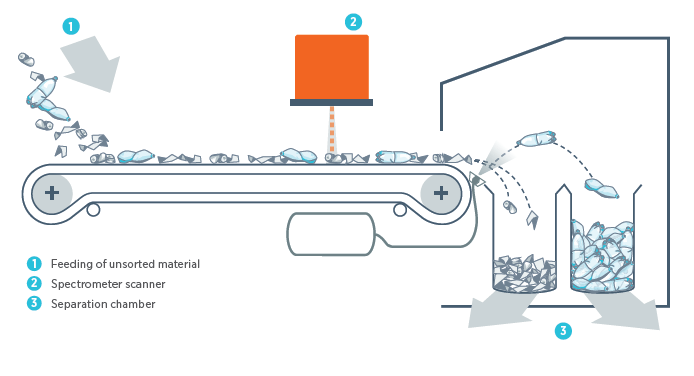 1
2
1 Feeding of unsorted material
2 Spectrometer scanner
3 Separation chamber
3